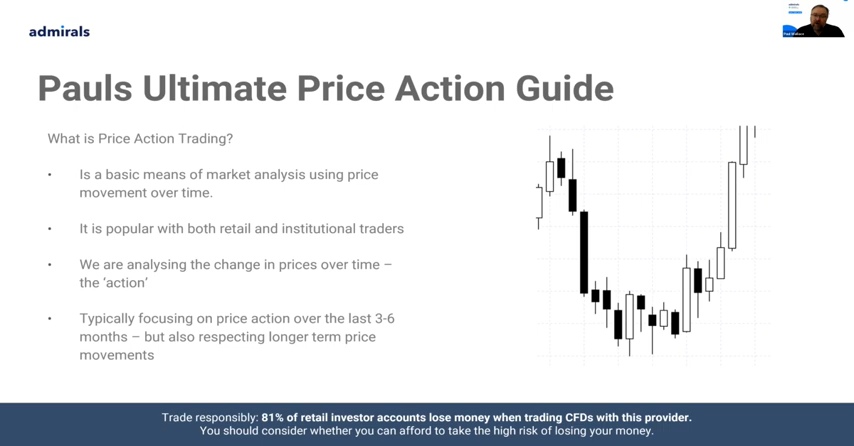 admirals
Pauls Ultimate Price Action Guide
What is Price Action Trading?
• Is a basic means of market analysis using price
movement over time.
• It is popular with both retail and institutional traders
• We are analysing the change in prices over time –
the ‘action’
• Typically focusing on price action over the last 3-6
months – but also respecting longer term price
movements
Trade responsibly: 81% of retail investor accounts lose money when trading CFDs with this provider.
You should consider whether you can afford to take the high risk of losing your money.